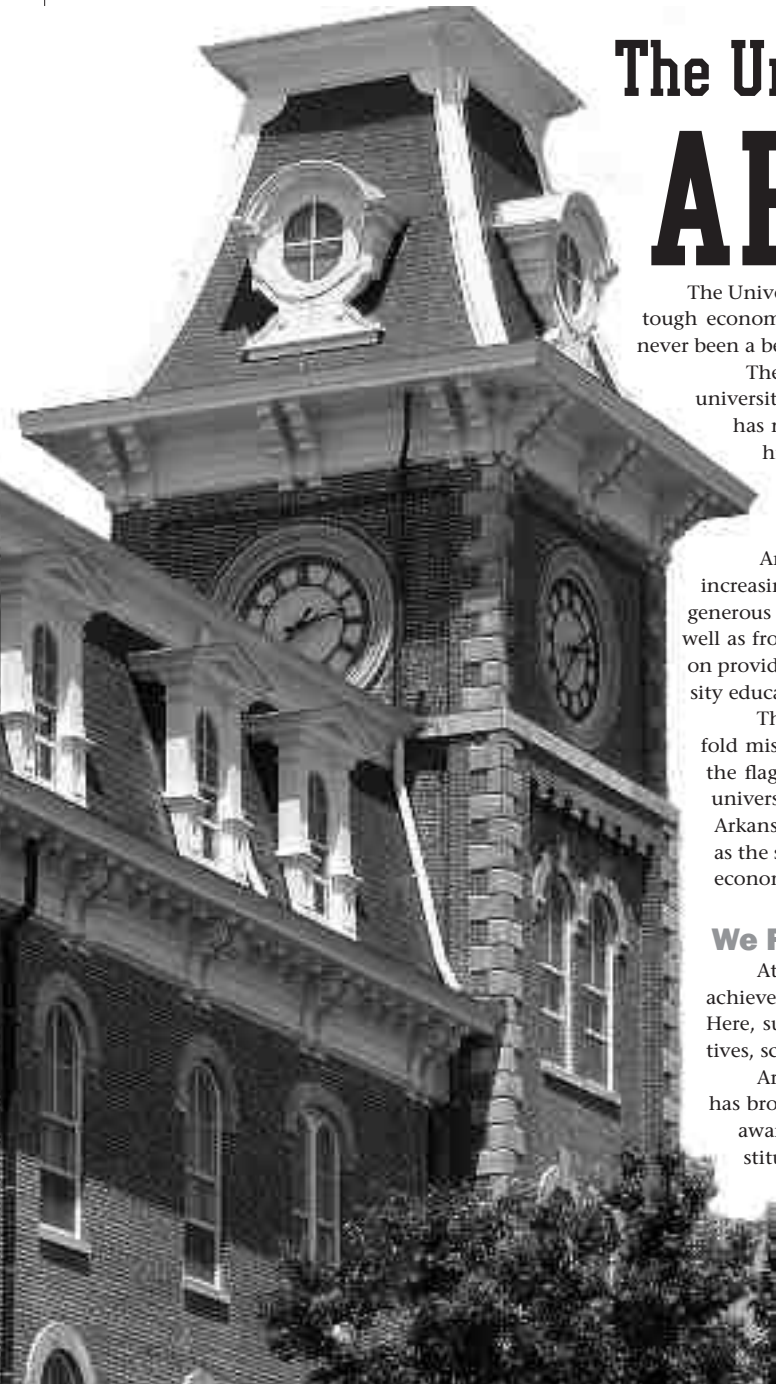 The Un
AR
The Unive
tough econom
never been a be
The
universit
has r
h
Ar
increasin
generous
well as fro
on provid
sity educa
Th
fold mis
the flag
univers
Arkans
as the s
econor
We F
At
achieve
Here, su
tives, sc
Ar
has bro
awar
stitu